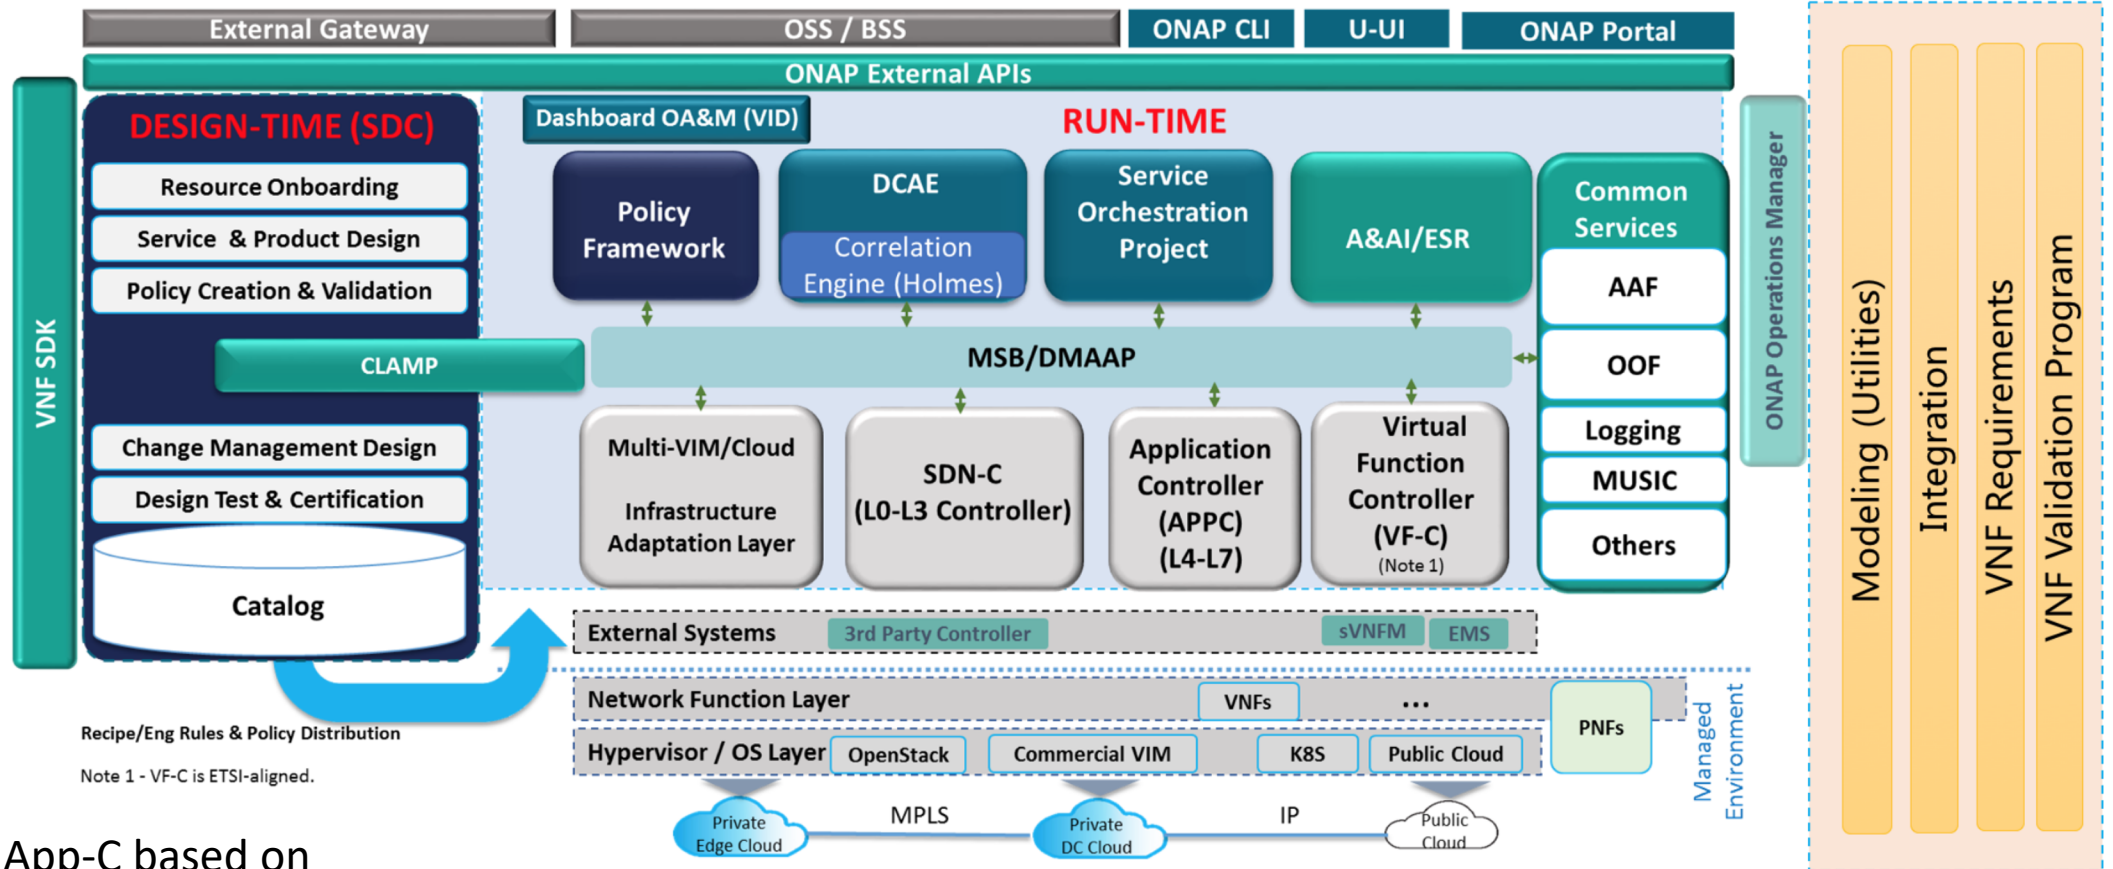 External Gateway
OSS / BSS
ONAP CLI
U-UI
ONAP Portal
ONAP External APIs
VNF SDK
DESIGN-TIME (SDC)
Resource Onboarding
Service & Product Design
Policy Creation & Validation
CLAMP
Change Management Design
Design Test & Certification
Catalog
Dashboard OA&M (VID)
RUN-TIME
Policy
Framework
DCAE
Correlation
Engine (Holmes)
Service
Orchestration
Project
A&AI/ESR
Common
Services
AAF
OOF
Logging
MUSIC
Others
MSB/DMAAP
Multi-VIM/Cloud
Infrastructure
Adaptation Layer
SDN-C
(L0-L3 Controller)
Application
Controller
(APPC)
(L4-L7)
Virtual
Function
Controller
(VF-C)
(Note 1)
ONAP Operations Manager
Modeling (Utilities)
Integration
VNF Requirements
VNF Validation Program
External Systems
3rd Party Controller
sVNFM
EMS
Network Function Layer
VNFs
...
PNFs
Hypervisor / OS Layer
OpenStack
Commercial VIM
K8S
Public Cloud
Managed
Environment
Recipe/Eng Rules & Policy Distribution
Note 1 - VF-C is ETSI-aligned.
Private
Edge Cloud
MPLS
Private
DC Cloud
IP
Public
Cloud
App-C based on